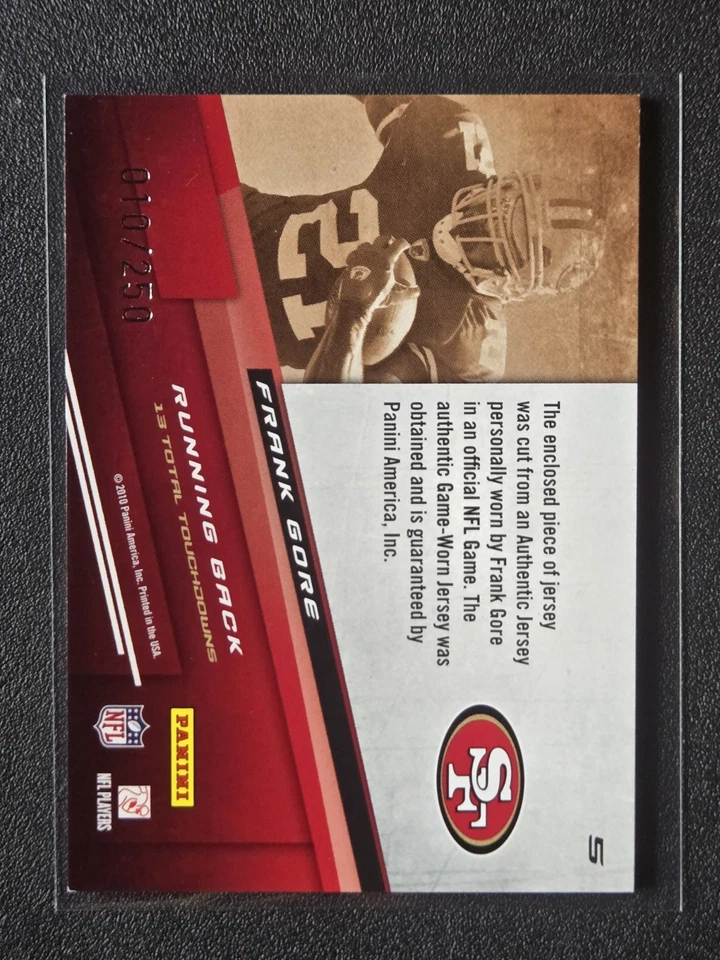 21
The enclosed piece of jersey
was cut from an Authentic Jersey
personally worn by Frank Gore
in an official NFL Game. The
authentic Game-Worn Jersey was
obtained and is guaranteed by
Panini America, Inc.
SF
5
FRANK GORE
RUNNING BACK
13 TOTAL TOUCHDOWNS
010/250
© 2010 Panini America, Inc. Printed in the USA.
PANINI
NFL
NFL PLAYERS